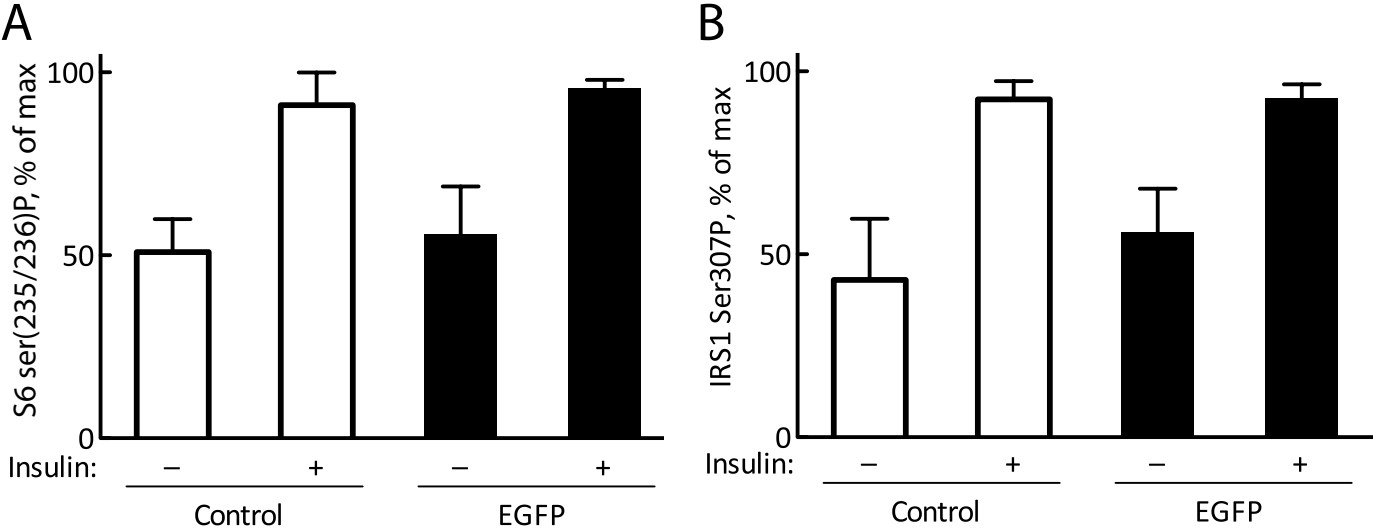 A
S6 ser(235/236)P, % of max
100
50
0
Insulin: – + – +
Control EGFP
B
IRS1 Ser307P, % of max
100
50
0
Insulin: – + – +
Control EGFP